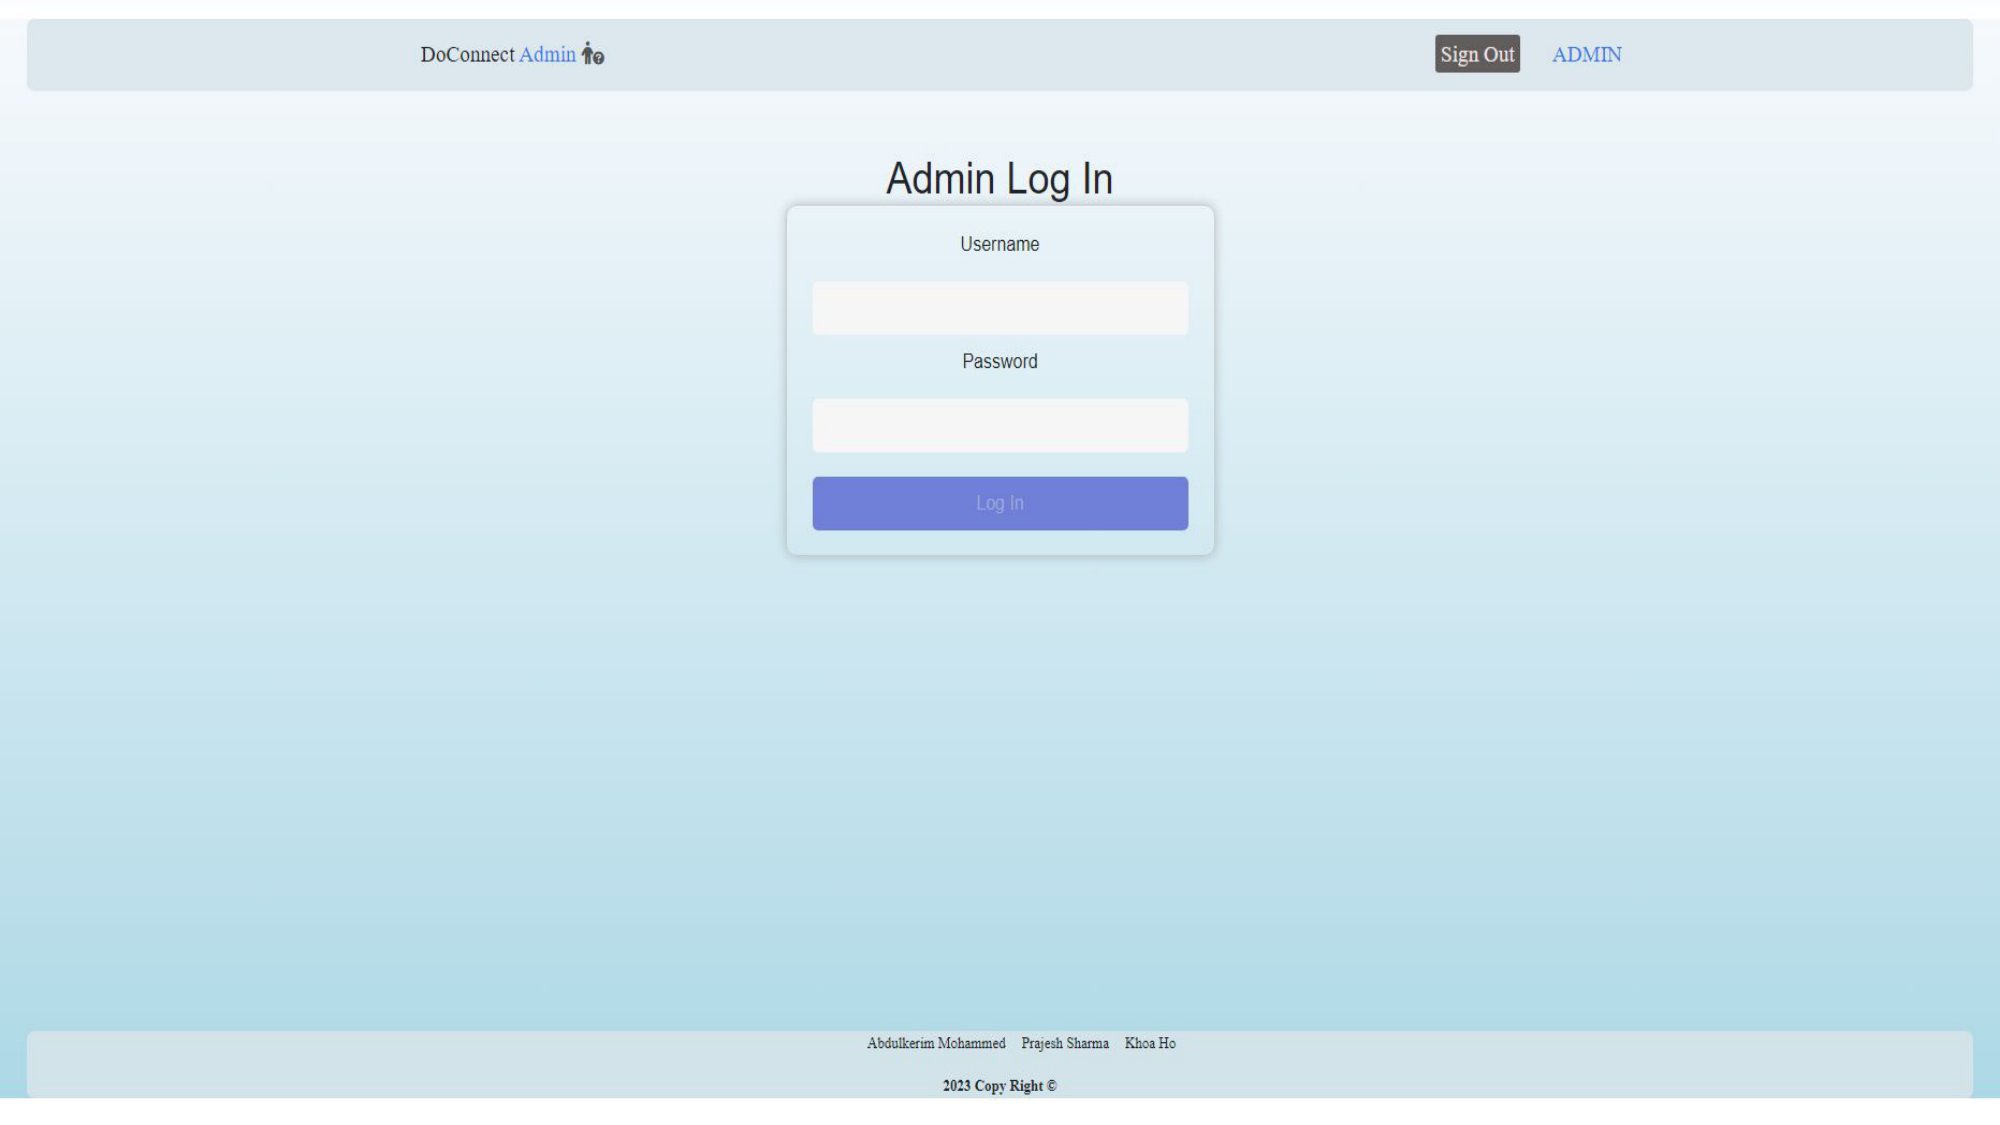 DoConnect Admin
Sign Out ADMIN
Admin Log In
Username
Password
Log In
Abdulkerim Mohammed Prajesh Sharma Khoa Ho
2023 Copy Right ©